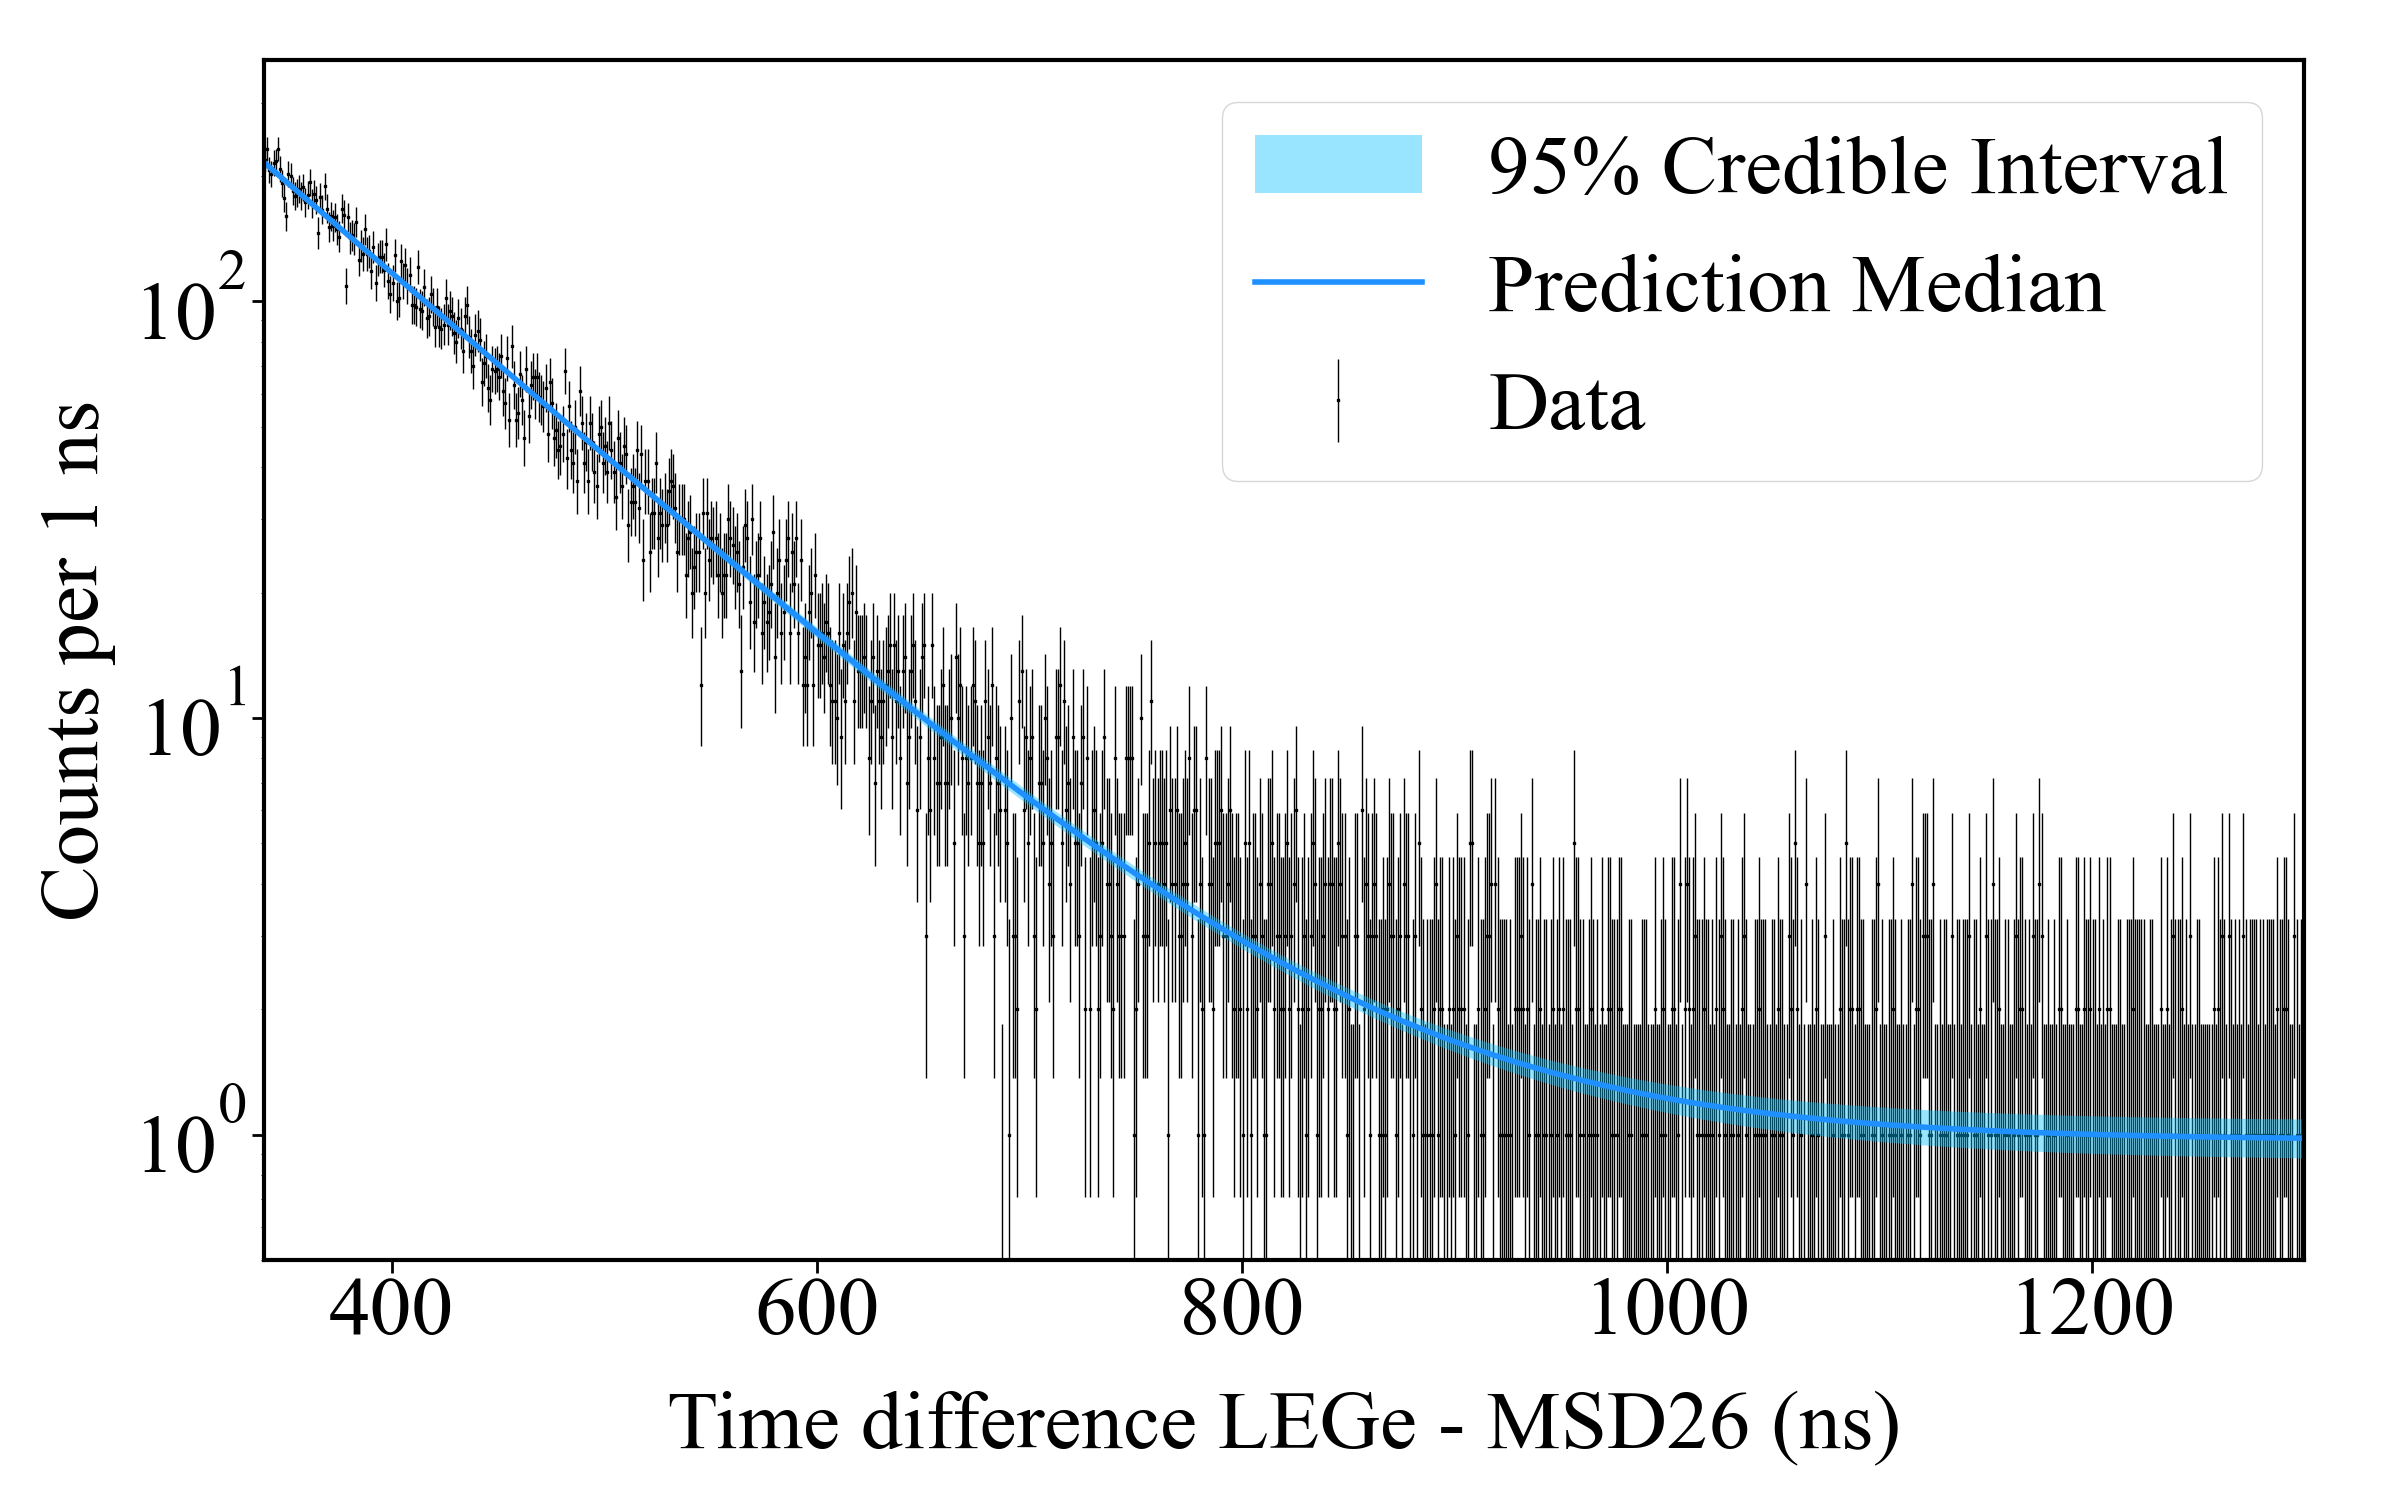 95% Credible Interval
Prediction Median
Data
10^2
10^1
10^0
Counts per 1 ns
400 600 800 1000 1200
Time difference LEGe - MSD26 (ns)